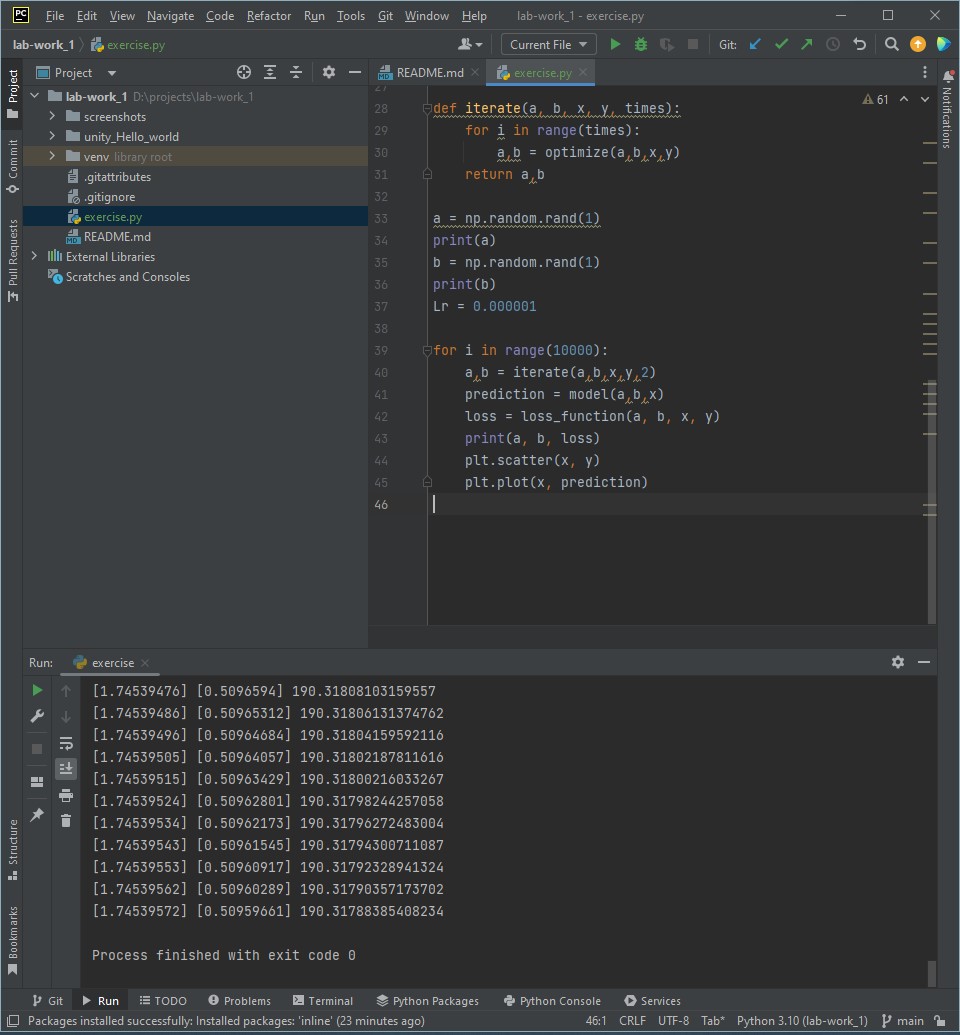 PC File Edit View Navigate Code Refactor Run Tools Git Window Help lab-work_1 - exercise.py
lab-work_1 exercise.py Current File Git:
Project
README.md exercise.py
lab-work_1 D:\projects\lab-work_1
screenshots
unity_Hello_world
venv library root
.gitattributes
.gitignore
exercise.py
README.md
External Libraries
Scratches and Consoles
Project
Commit
Pull Requests
Structure
Bookmarks
Notifications
61
27
28 def iterate(a, b, x, y, times):
29 for i in range(times):
30 a,b = optimize(a,b,x,y)
31 return a,b
32
33 a = np.random.rand(1)
34 print(a)
35 b = np.random.rand(1)
36 print(b)
37 Lr = 0.000001
38
39 for i in range(10000):
40 a,b = iterate(a,b,x,y,2)
41 prediction = model(a,b,x)
42 loss = loss_function(a, b, x, y)
43 print(a, b, loss)
44 plt.scatter(x, y)
45 plt.plot(x, prediction)
46
Run: exercise
[1.74539476] [0.5096594] 190.31808103159557
[1.74539486] [0.50965312] 190.31806131374762
[1.74539496] [0.50964684] 190.31804159592116
[1.74539505] [0.50964057] 190.31802187811616
[1.74539515] [0.50963429] 190.31800216033267
[1.74539524] [0.50962801] 190.31798244257058
[1.74539534] [0.50962173] 190.31796272483004
[1.74539543] [0.50961545] 190.31794300711087
[1.74539553] [0.50960917] 190.31792328941324
[1.74539562] [0.50960289] 190.31790357173702
[1.74539572] [0.50959661] 190.31788385408234
Process finished with exit code 0
Git Run TODO Problems Terminal Python Packages Python Console Services
Packages installed successfully: Installed packages: 'inline' (23 minutes ago) 46:1 CRLF UTF-8 Tab* Python 3.10 (lab-work_1) main